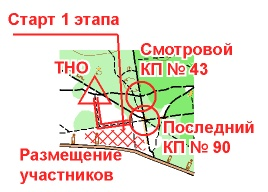 Старт 1 этапа
Смотровой
КП № 43
ТНО
Последний
КП № 90
Размещение
участников